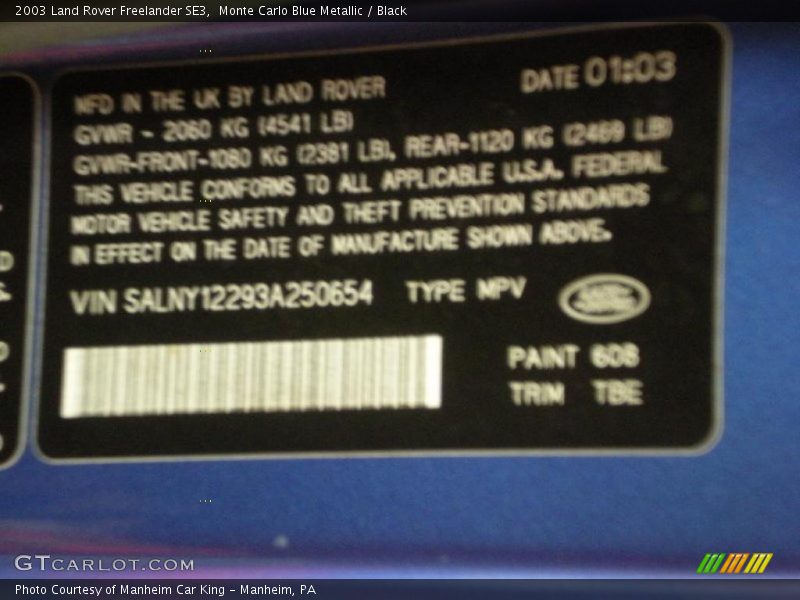 2003 Land Rover Freelander SE3,  Monte Carlo Blue Metallic / Black
MFD IN THE UK BY LAND ROVER
DATE 01:03
GVWR - 2060 KG (4541 LB)
GVWR-FRONT-1080 KG (2381 LB), REAR-1120 KG (2469 LB)
THIS VEHICLE CONFORMS TO ALL APPLICABLE U.S.A. FEDERAL
MOTOR VEHICLE SAFETY AND THEFT PREVENTION STANDARDS
IN EFFECT ON THE DATE OF MANUFACTURE SHOWN ABOVE.
VIN SALNY12293A250654 TYPE MPV
PAINT 608
TRIM TBE
GTCARLOT.COM
Photo Courtesy of Manheim Car King - Manheim, PA